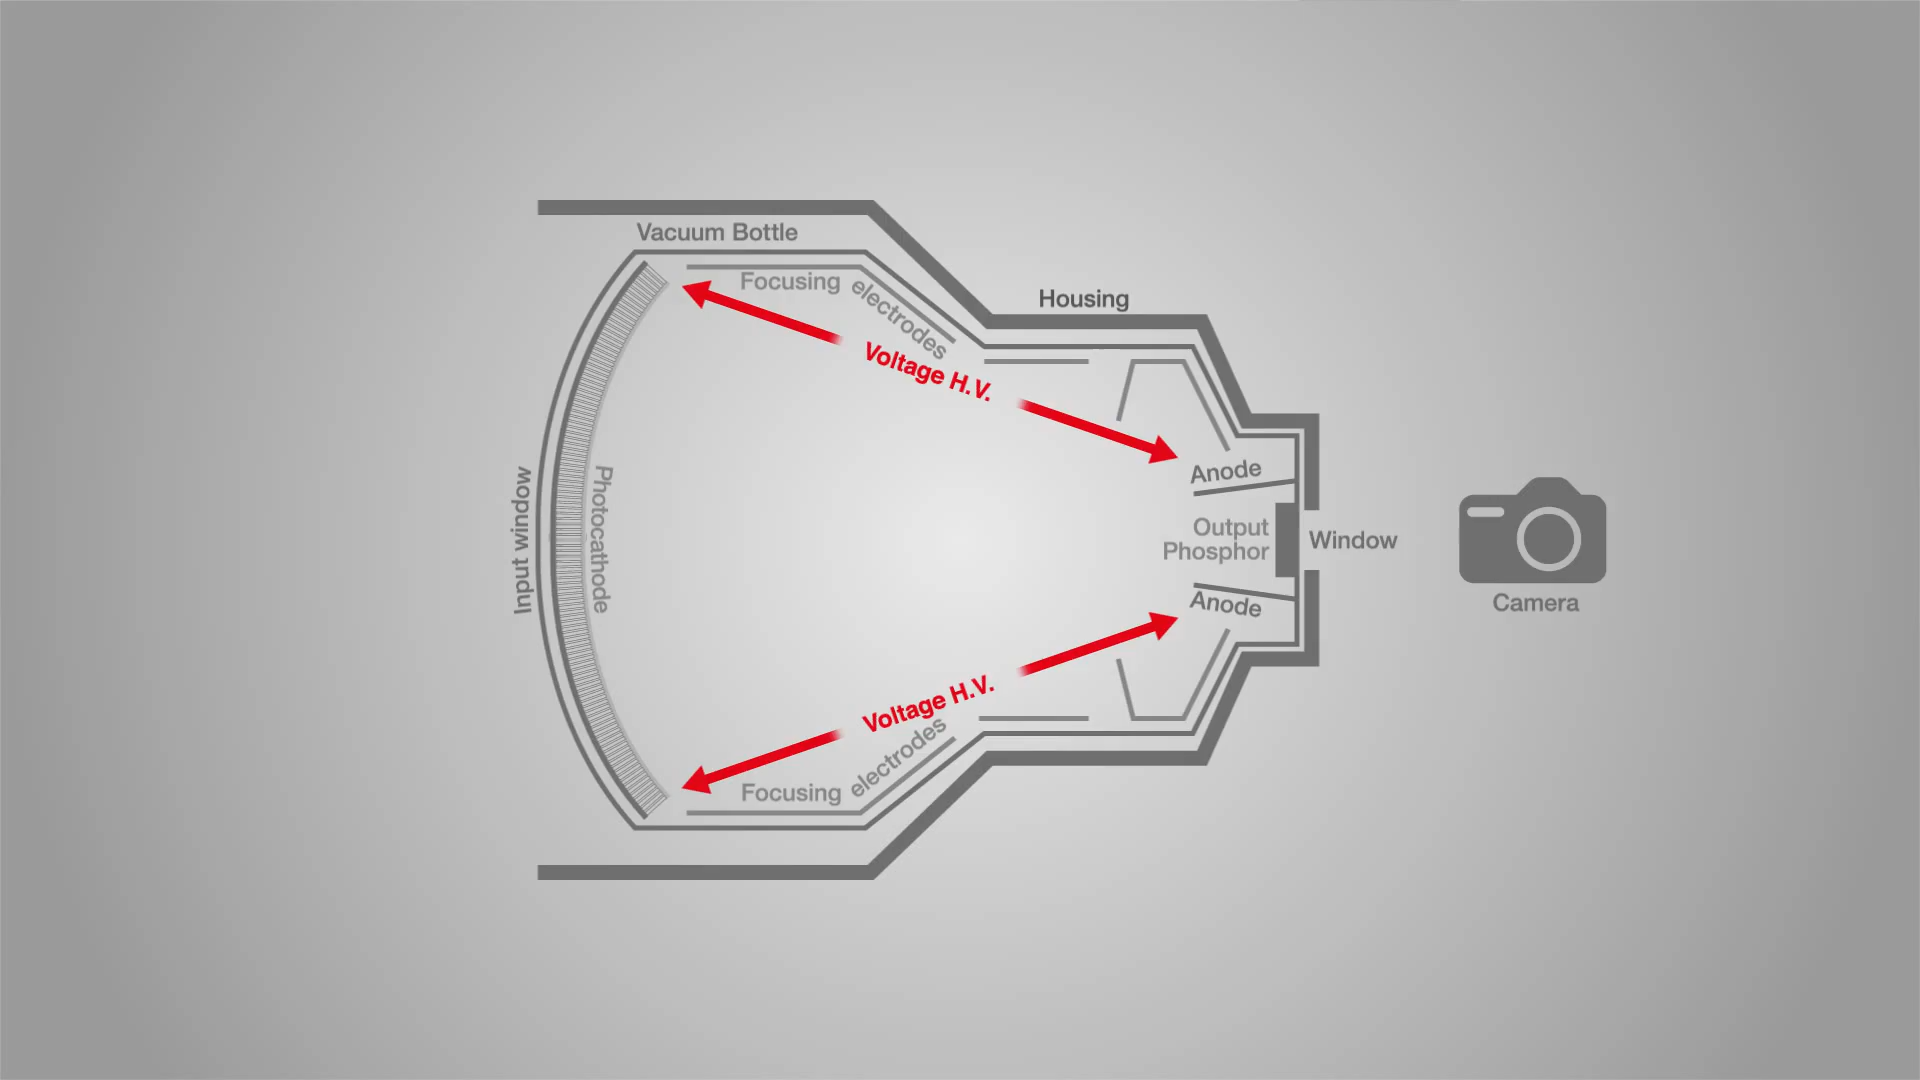 Vacuum Bottle
Focusing electrodes
Housing
Voltage H.V.
Anode
Input window
Photocathode
Output
Phosphor
Window
Camera
Anode
Voltage H.V.
Focusing electrodes